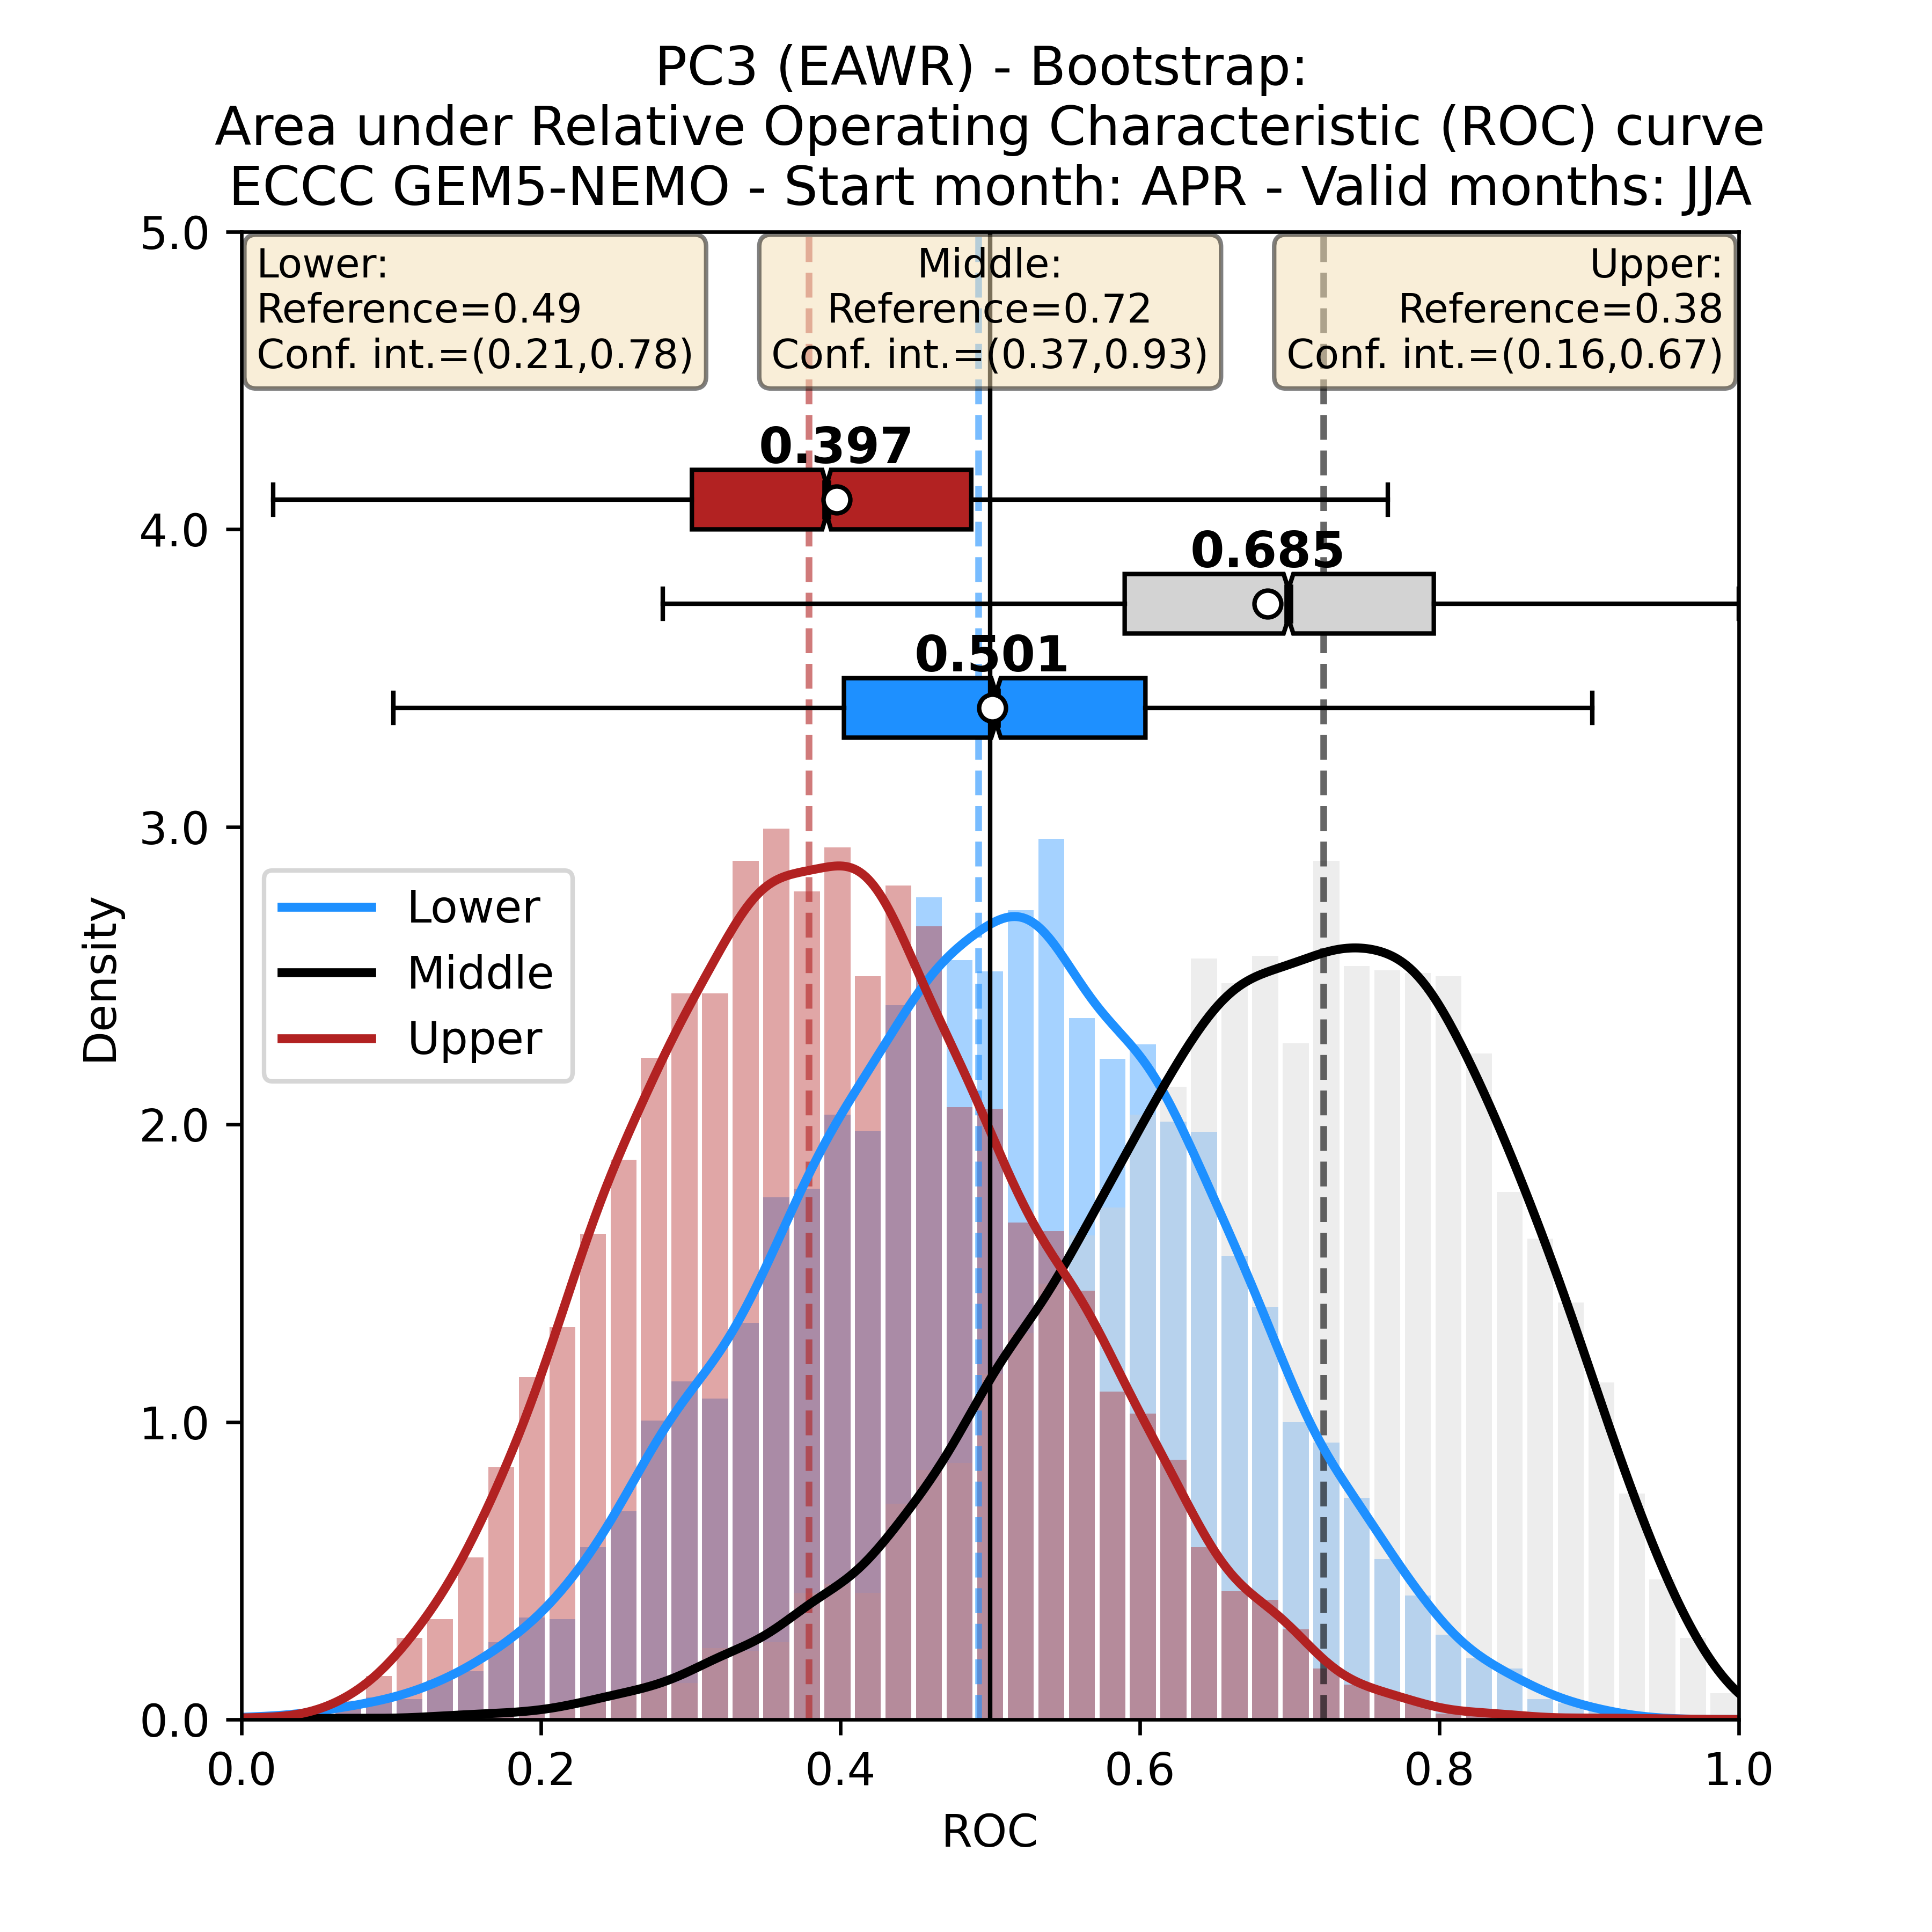 PC3 (EAWR) - Bootstrap:
Area under Relative Operating Characteristic (ROC) curve
ECCC GEM5-NEMO - Start month: APR - Valid months: JJA
Lower:
Reference=0.49
Conf. int.=(0.21,0.78)
Middle:
Reference=0.72
Conf. int.=(0.37,0.93)
Upper:
Reference=0.38
Conf. int.=(0.16,0.67)
0.397
0.685
0.501
Lower
Middle
Upper
Density
5.0
4.0
3.0
2.0
1.0
0.0
0.0 0.2 0.4 0.6 0.8 1.0
ROC